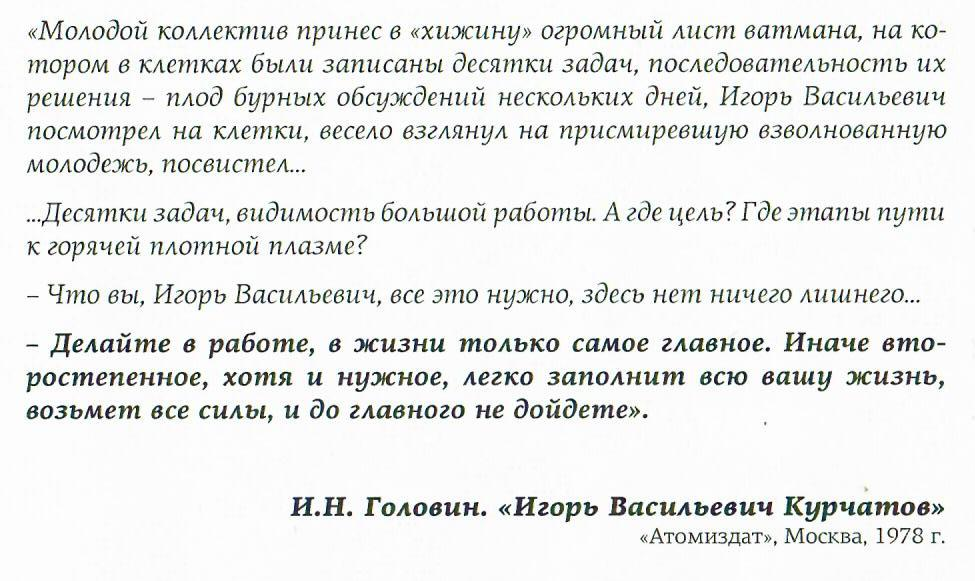 «Молодой коллектив принес в «хижину» огромный лист ватмана, на ко-
тором в клетках были записаны десятки задач, последовательность их
решения – плод бурных обсуждений нескольких дней, Игорь Васильевич
посмотрел на клетки, весело взглянул на присмиревшую взволнованную
молодежь, посвистел...
...Десятки задач, видимость большой работы. А где цель? Где этапы пути
к горячей плотной плазме?
– Что вы, Игорь Васильевич, все это нужно, здесь нет ничего лишнего...
– Делайте в работе, в жизни только самое главное. Иначе вто-
ростепенное, хотя и нужное, легко заполнит всю вашу жизнь,
возьмет все силы, и до главного не дойдете».
И.Н. Головин. «Игорь Васильевич Курчатов»
«Атомиздат», Москва, 1978 г.